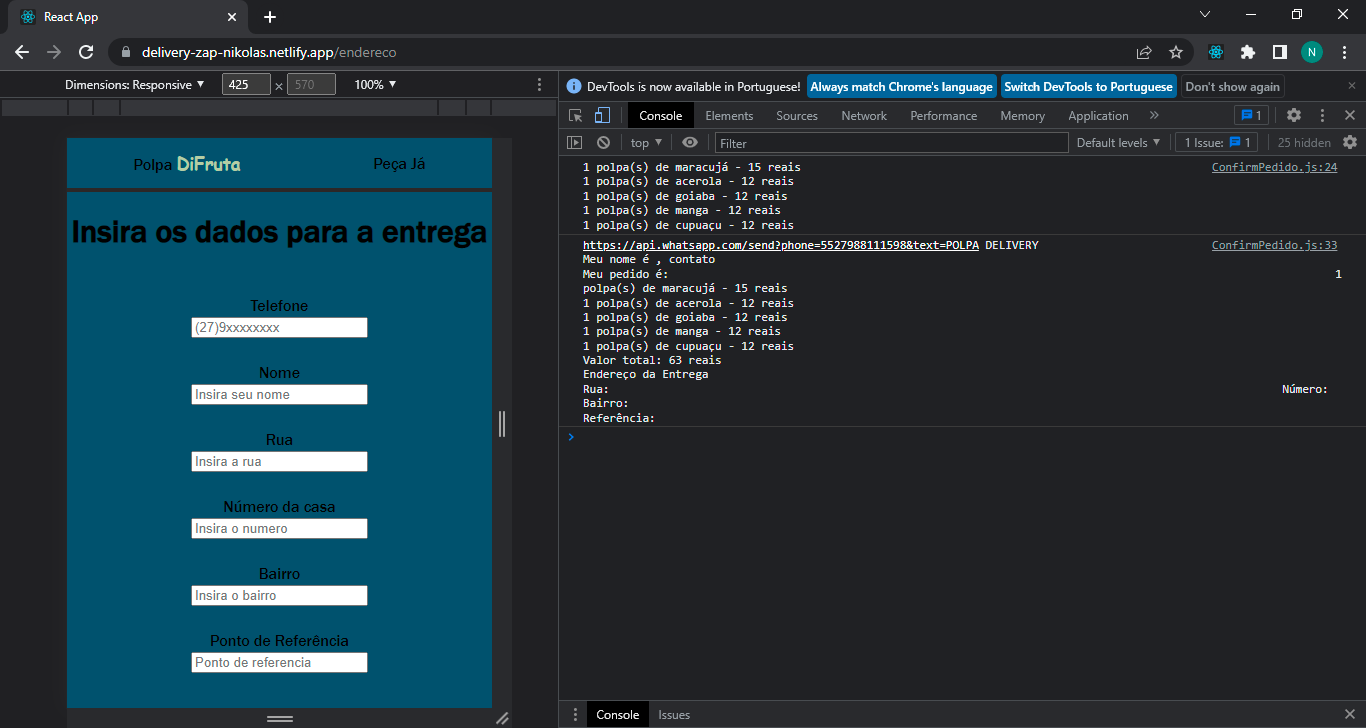 React App
delivery-zap-nikolas.netlify.app/endereco
N
Dimensions: Responsive 425 × 570 100%
DevTools is now available in Portuguese! Always match Chrome's language Switch DevTools to Portuguese Don't show again
Console Elements Sources Network Performance Memory Application » 1
top Filter Default levels 1 Issue: 1 25 hidden
Polpa DiFruta Peça Já
Insira os dados para a entrega
Telefone
(27)9xxxxxxxx
Nome
Insira seu nome
Rua
Insira a rua
Número da casa
Insira o numero
Bairro
Insira o bairro
Ponto de Referência
Ponto de referencia
1 polpa(s) de maracujá - 15 reais ConfirmPedido.js:24
1 polpa(s) de acerola - 12 reais
1 polpa(s) de goiaba - 12 reais
1 polpa(s) de manga - 12 reais
1 polpa(s) de cupuaçu - 12 reais
https://api.whatsapp.com/send?phone=5527988111598&text=POLPA DELIVERY ConfirmPedido.js:33
Meu nome é , contato
Meu pedido é: 1
polpa(s) de maracujá - 15 reais
1 polpa(s) de acerola - 12 reais
1 polpa(s) de goiaba - 12 reais
1 polpa(s) de manga - 12 reais
1 polpa(s) de cupuaçu - 12 reais
Valor total: 63 reais
Endereço da Entrega
Rua: Número:
Bairro:
Referência:
Console Issues